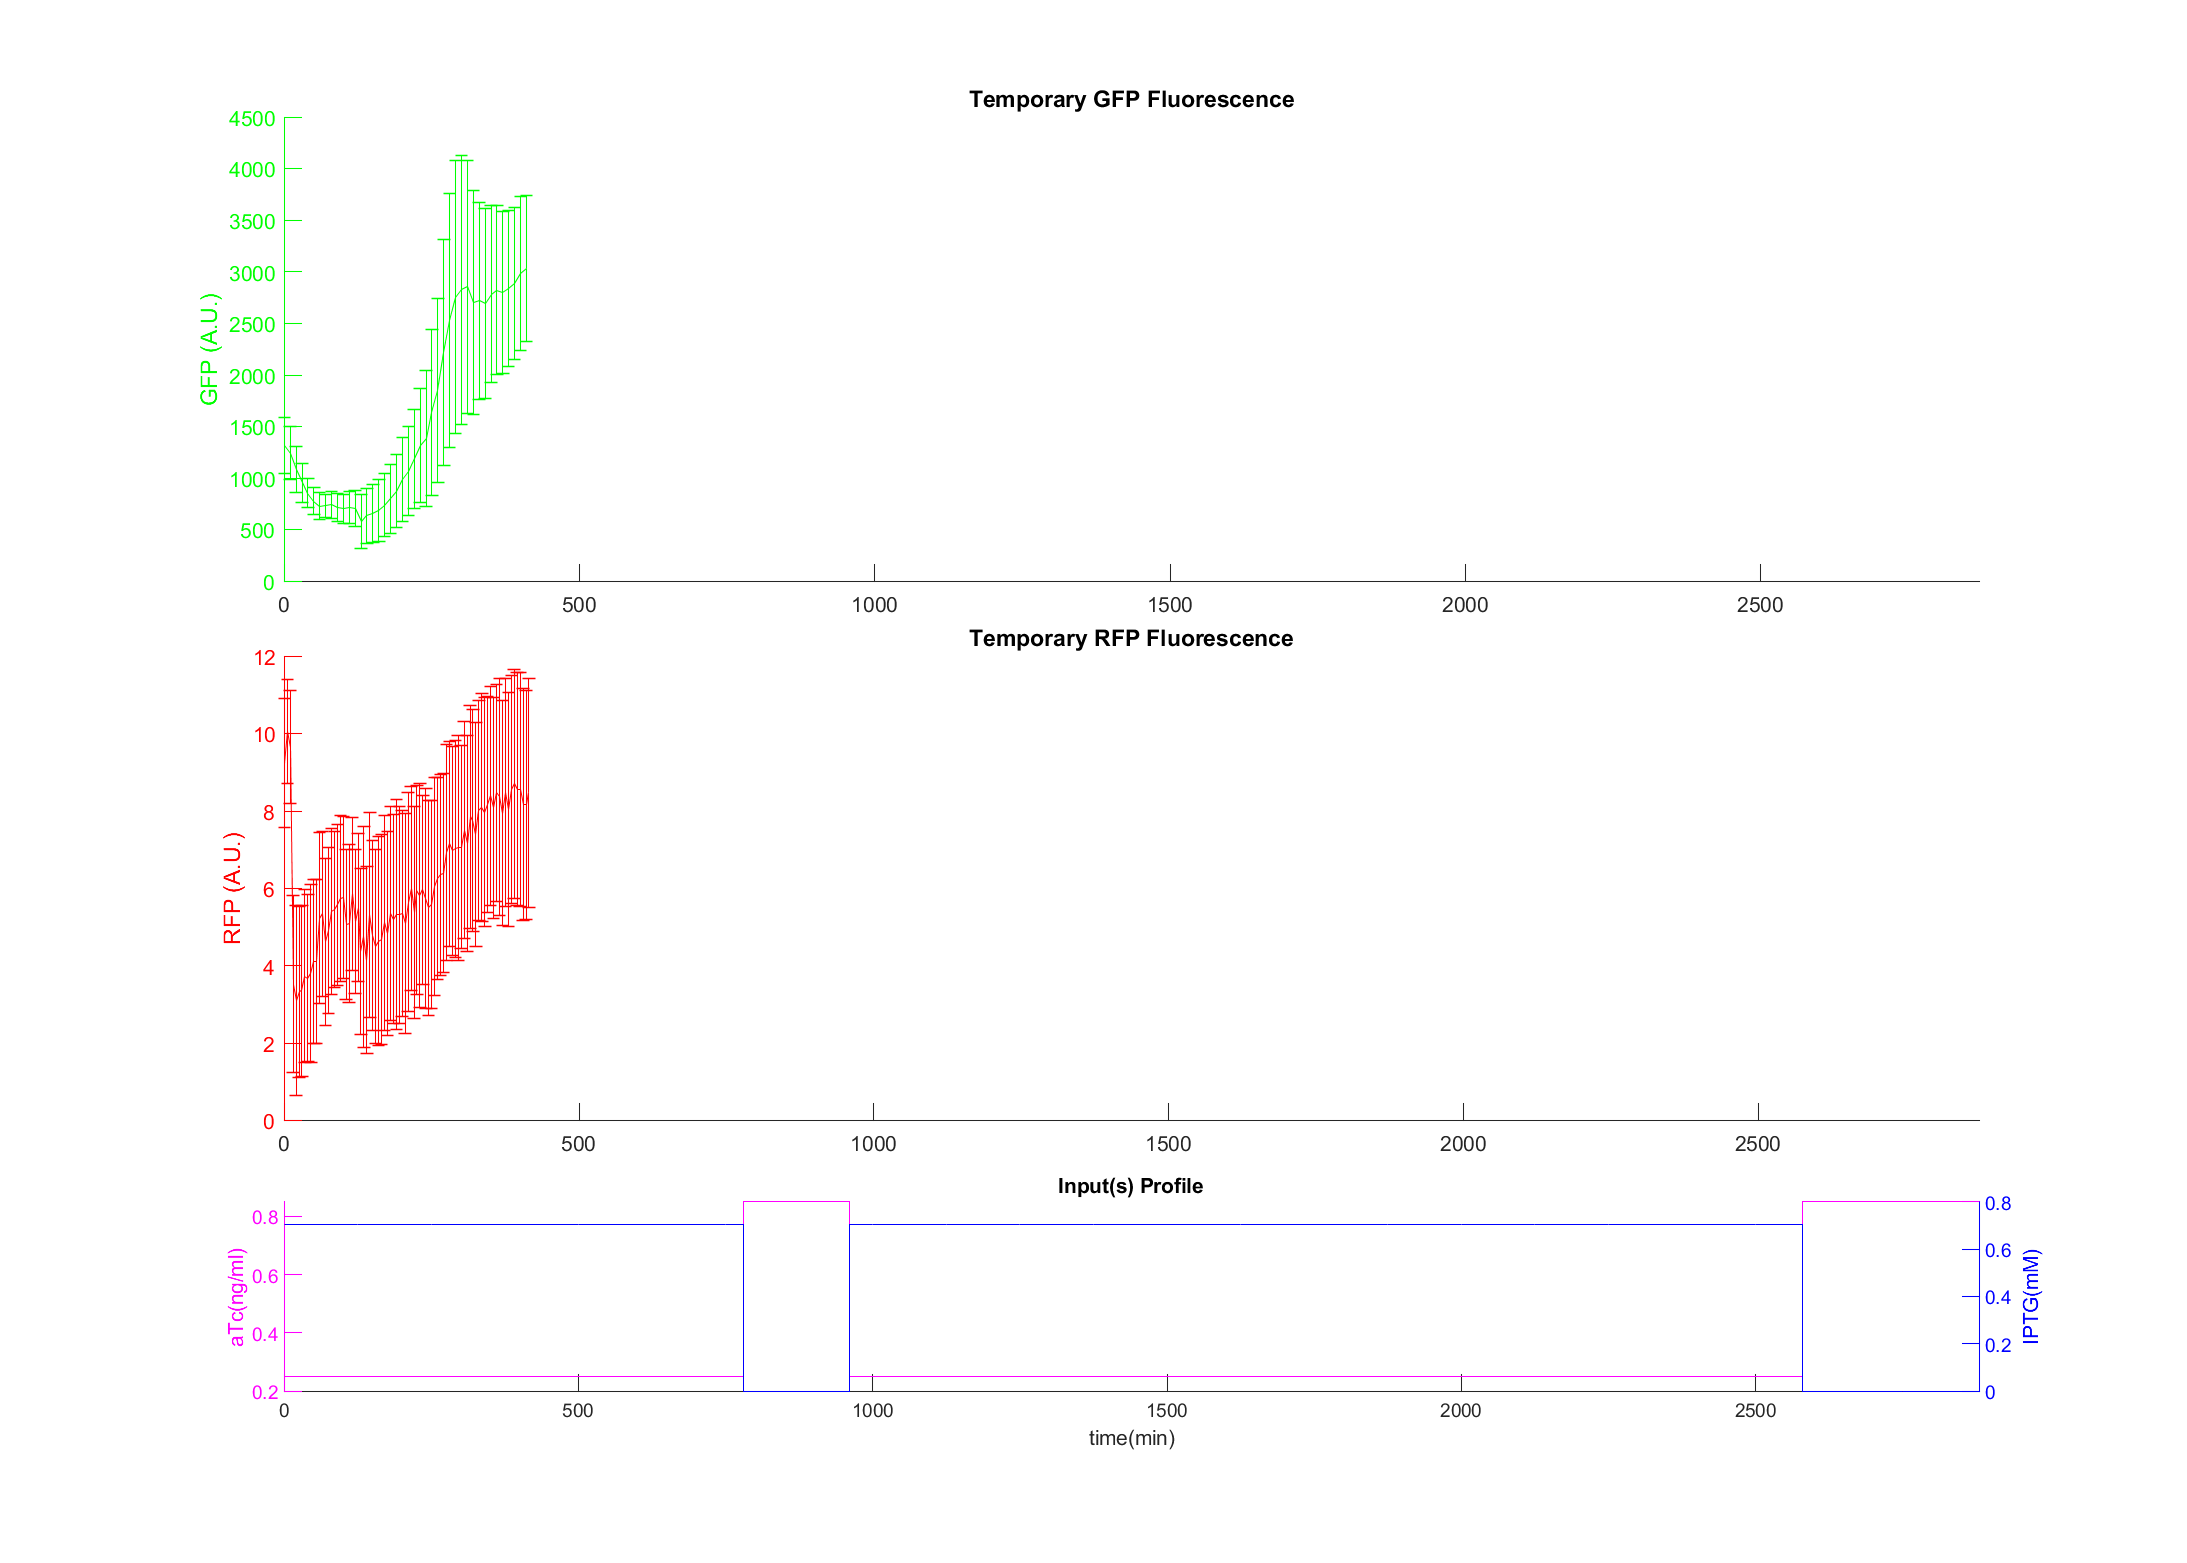 Temporary GFP Fluorescence
4500
4000
3500
3000
2500
2000
1500
1000
500
0
GFP (A.U.)
0 500 1000 1500 2000 2500
Temporary RFP Fluorescence
12
10
8
6
4
2
0
RFP (A.U.)
0 500 1000 1500 2000 2500
Input(s) Profile
0.8
0.6
0.4
0.2
aTc(ng/ml)
0.8
0.6
0.4
0.2
0
IPTG(mM)
0 500 1000 1500 2000 2500
time(min)